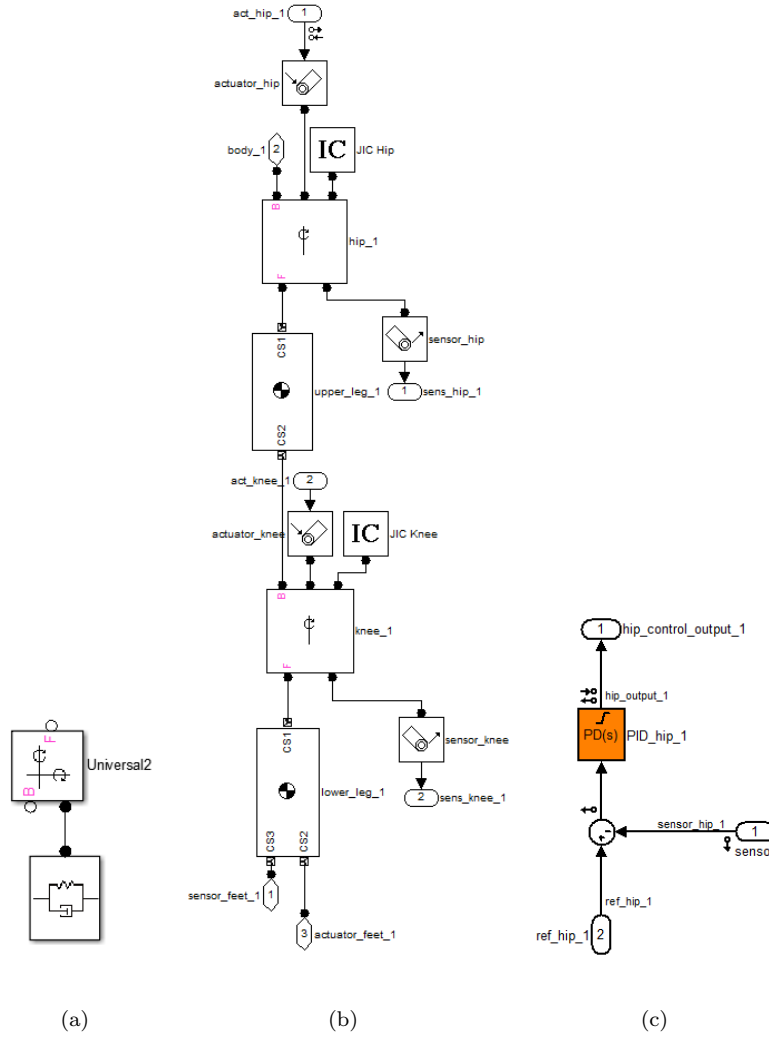 act_hip_1
1
actuator_hip
body_1
2
IC
JIC Hip
B
hip_1
F
CS1
sensor_hip
upper_leg_1
1
sens_hip_1
CS2
act_knee_1
2
actuator_knee
IC
JIC Knee
B
knee_1
F
CS1
sensor_knee
lower_leg_1
2
sens_knee_1
CS3
CS2
sensor_feet_1
1
3
actuator_feet_1
F
B
Universal2
1
hip_control_output_1
hip_output_1
PD(s)
PID_hip_1
sensor_hip_1
1
sensor
ref_hip_1
ref_hip_1
2
(a)
(b)
(c)